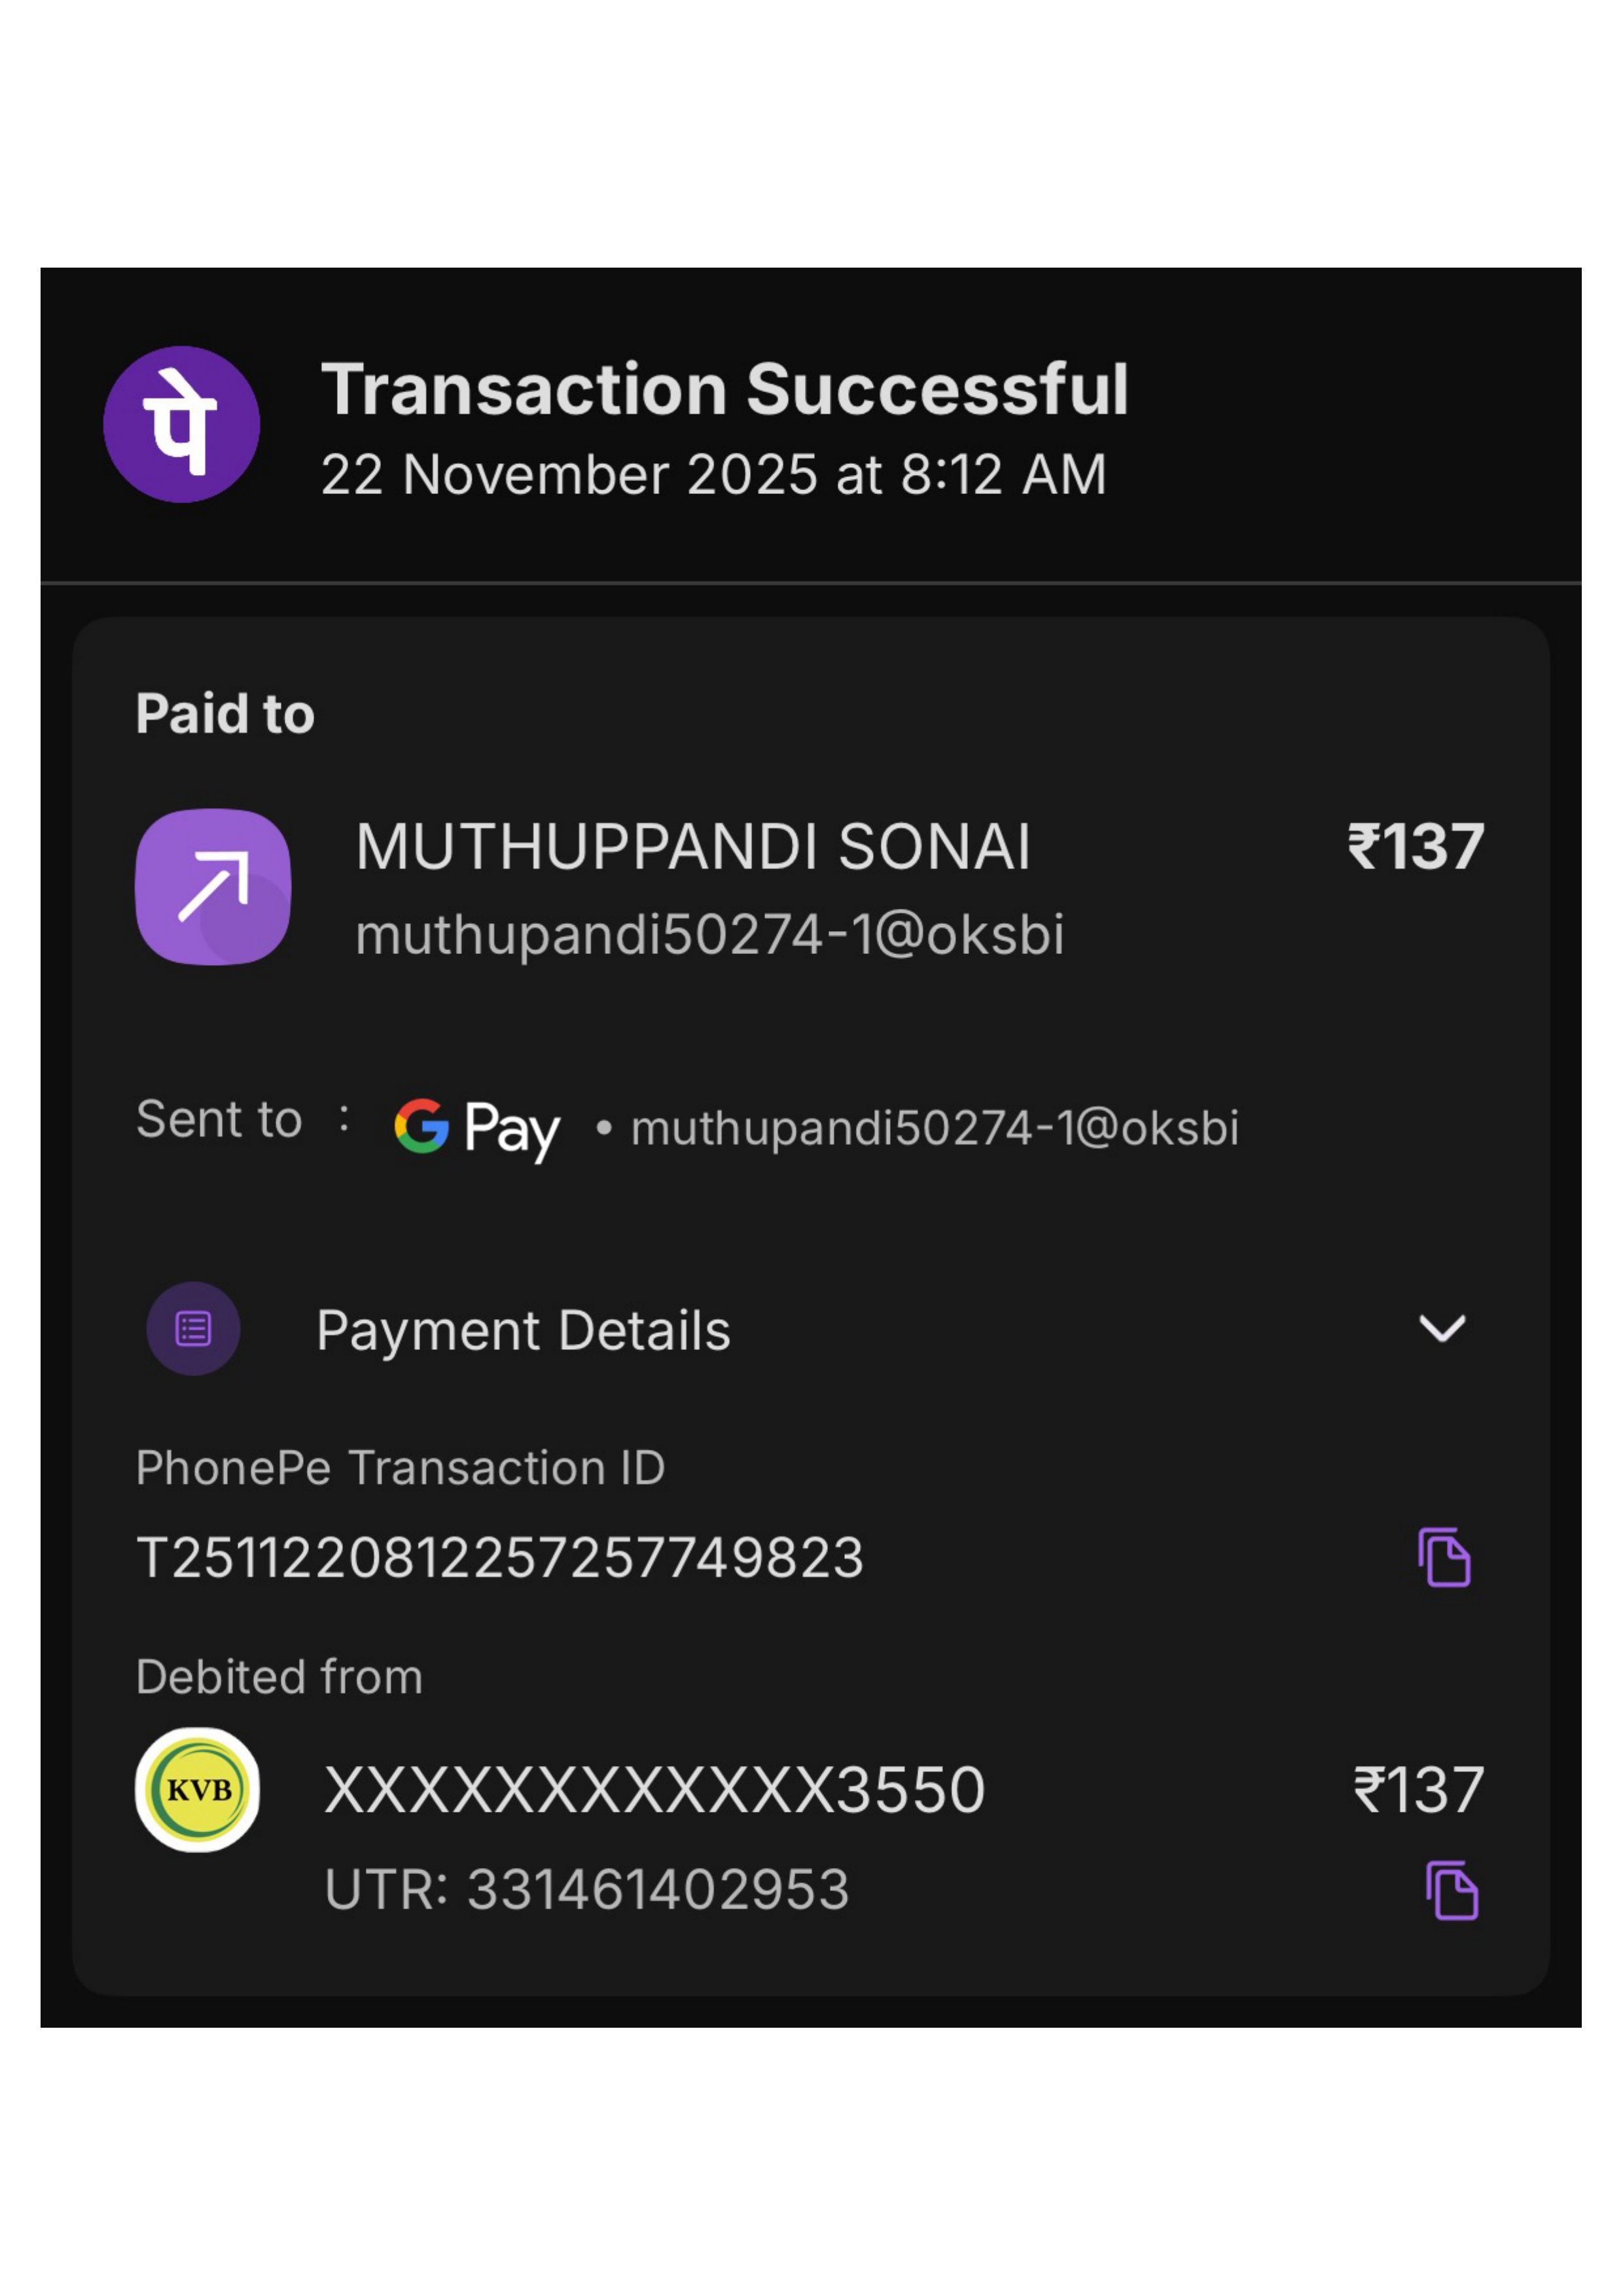 पे
Transaction Successful
22 November 2025 at 8:12 AM
Paid to
MUTHUPPANDI SONAI ₹137
muthupandi50274-1@oksbi
Sent to : G Pay • muthupandi50274-1@oksbi
Payment Details
PhonePe Transaction ID
T2511220812257257749823
Debited from
KVB XXXXXXXXXXXX3550 ₹137
UTR: 331461402953